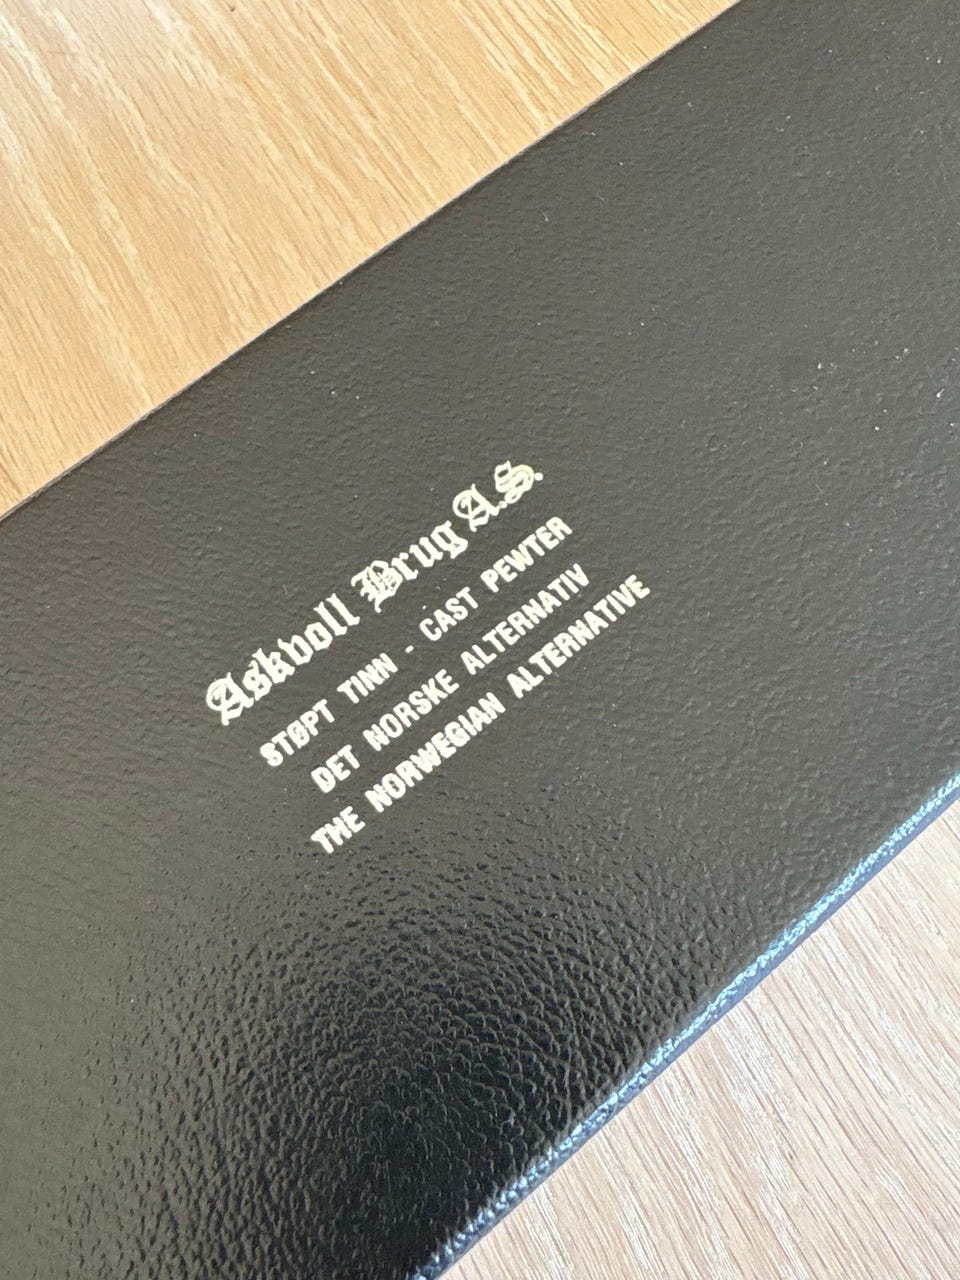 Askvoll Brug A.S.
STØPT TINN - CAST PEWTER
DET NORSKE ALTERNATIV
THE NORWEGIAN ALTERNATIVE